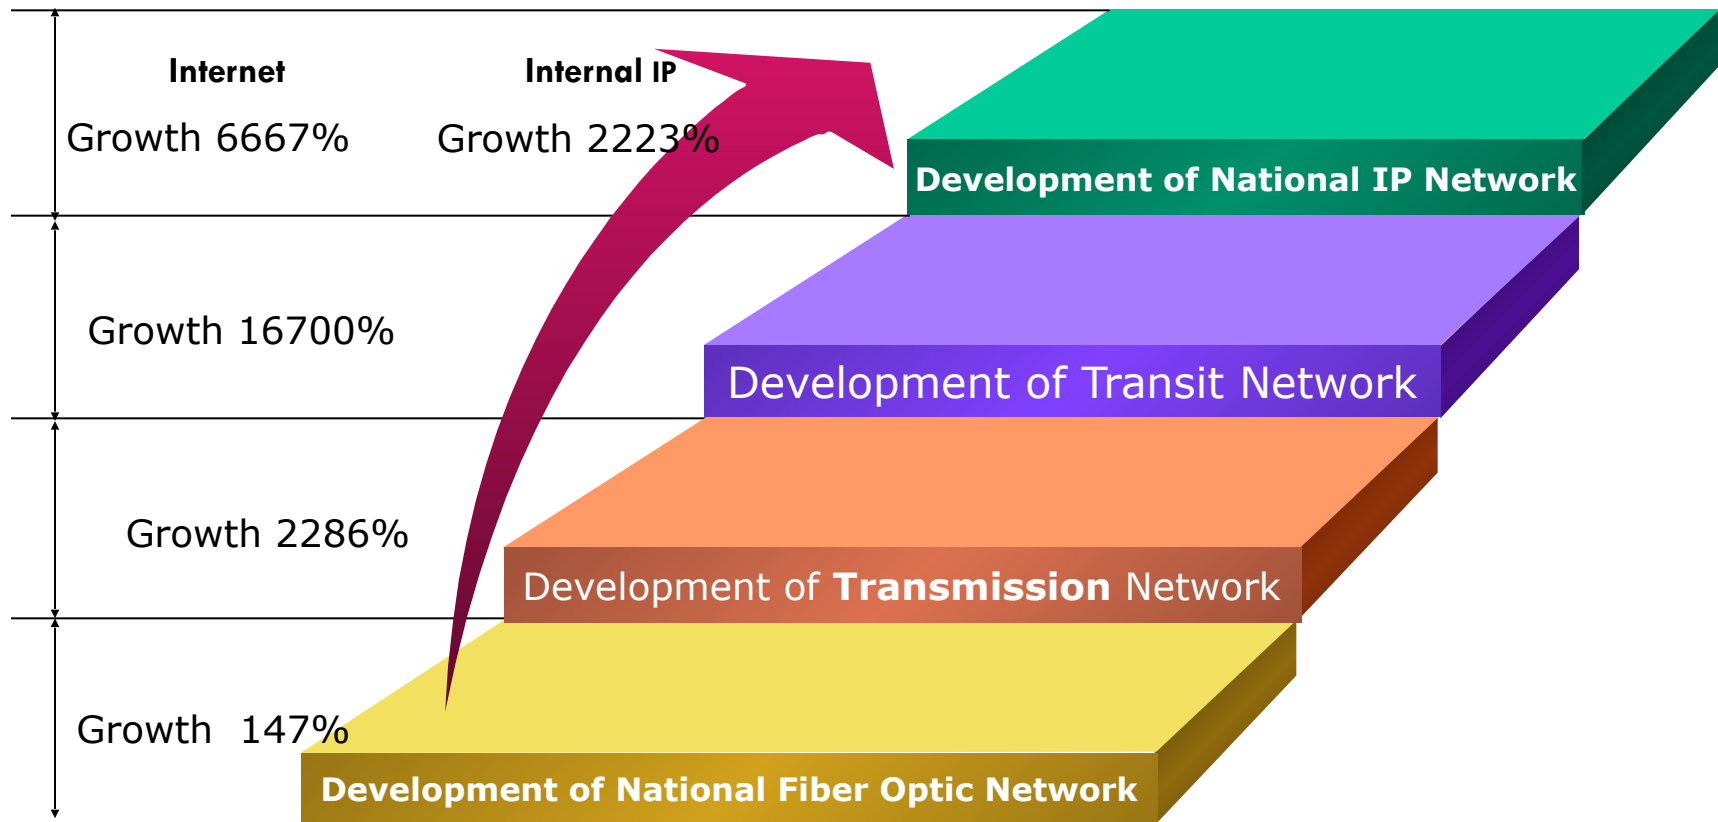 Internet
Internal IP
Growth 6667%
Growth 2223%
Development of National IP Network
Growth 16700%
Development of Transit Network
Growth 2286%
Development of Transmission Network
Growth 147%
Development of National Fiber Optic Network